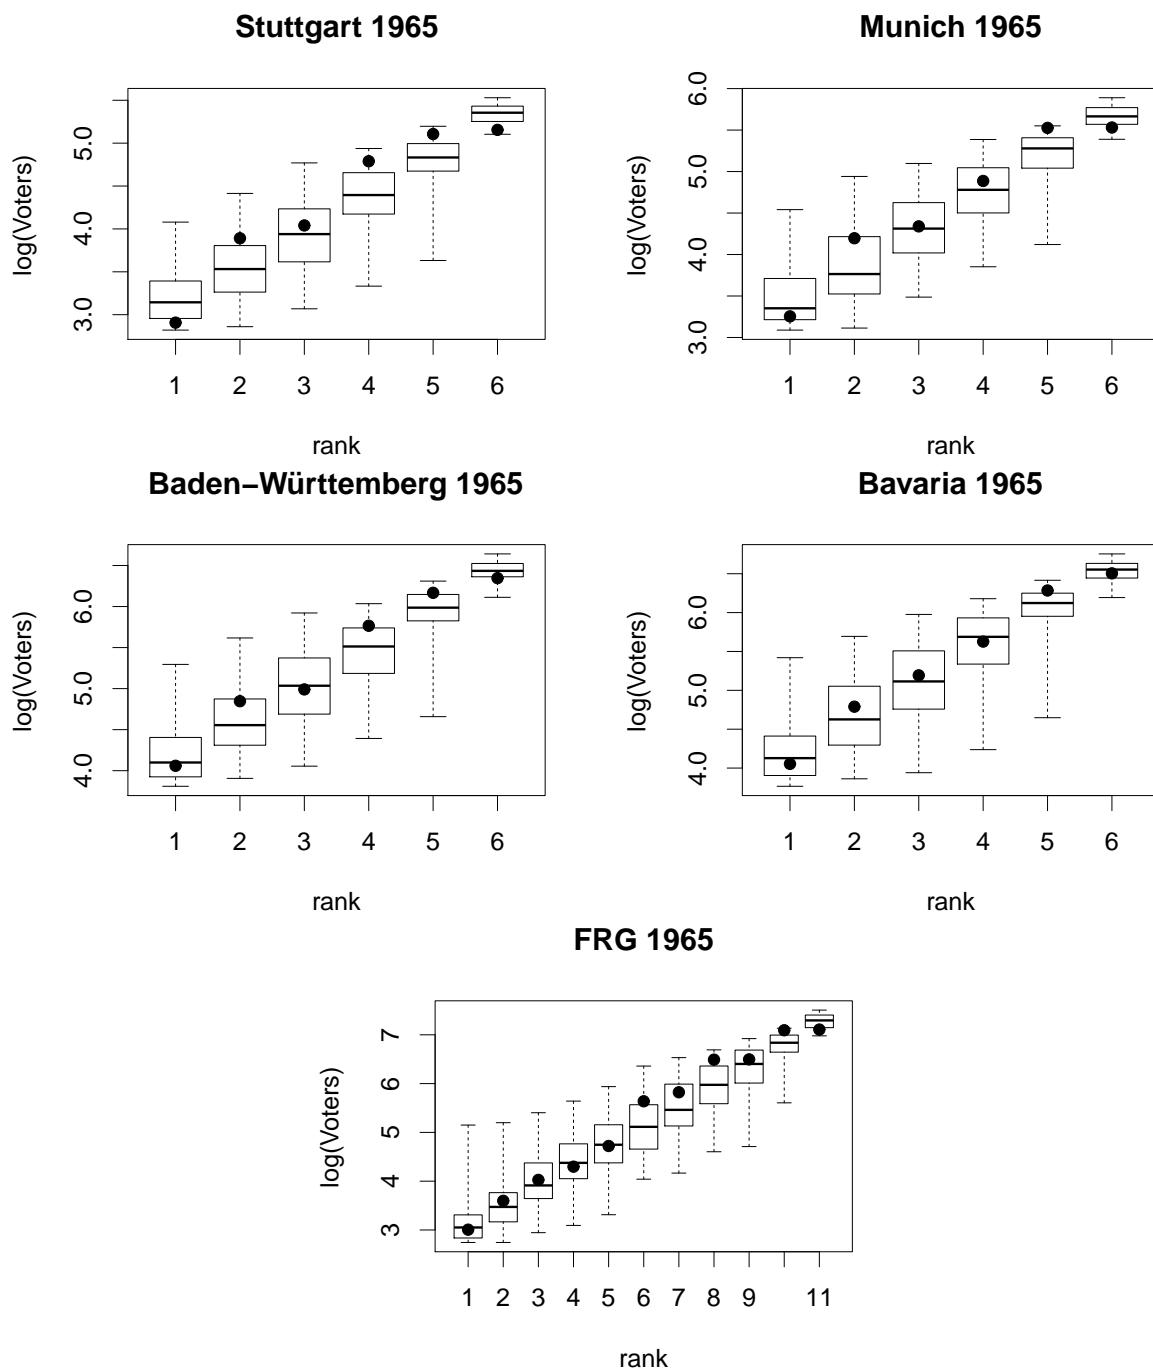 Stuttgart 1965
log(Voters)
3.0 4.0 5.0
1 2 3 4 5 6
rank
Munich 1965
log(Voters)
3.0 4.0 5.0 6.0
1 2 3 4 5 6
rank
Baden−Württemberg 1965
log(Voters)
4.0 5.0 6.0
1 2 3 4 5 6
rank
Bavaria 1965
log(Voters)
4.0 5.0 6.0
1 2 3 4 5 6
rank
FRG 1965
log(Voters)
3 4 5 6 7
1 2 3 4 5 6 7 8 9 11
rank